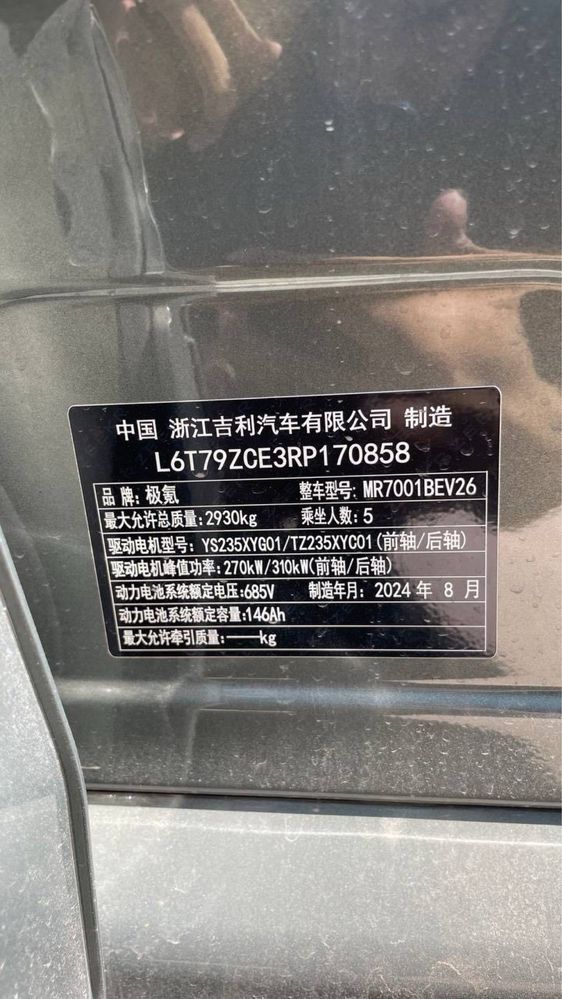 中国 浙江吉利汽车有限公司 制造
L6T79ZCE3RP170858
品 牌:极氪 整车型号: MR7001BEV26
最大允许总质量:2930kg 乘坐人数:5
驱动电机型号: YS235XYG01/TZ235XYC01(前轴/后轴)
驱动电机峰值功率:270kW/310kW(前轴/后轴)
动力电池系统额定电压:685V 制造年月: 2024 年 8 月
动力电池系统额定容量:146Ah
最大允许牵引质量:——kg